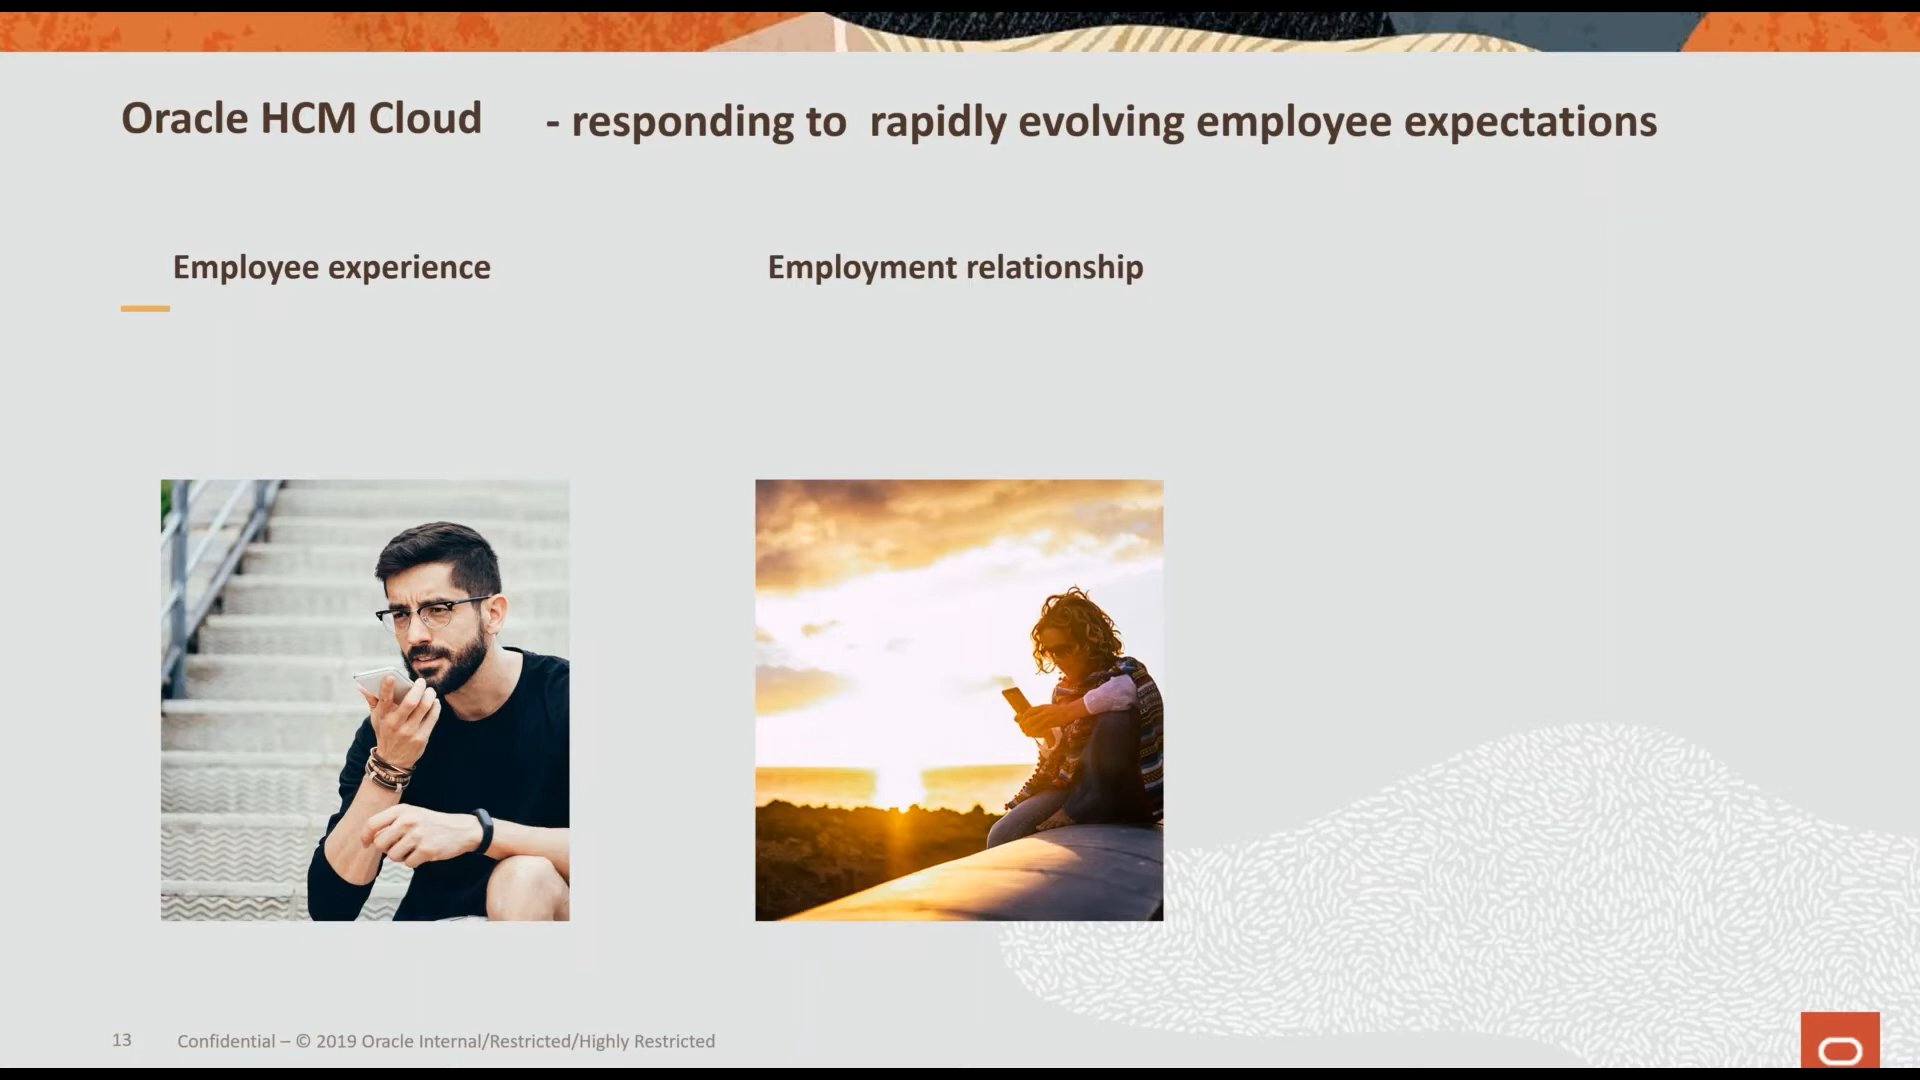 Oracle HCM Cloud - responding to rapidly evolving employee expectations
Employee experience
Employment relationship
13 Confidential – © 2019 Oracle Internal/Restricted/Highly Restricted